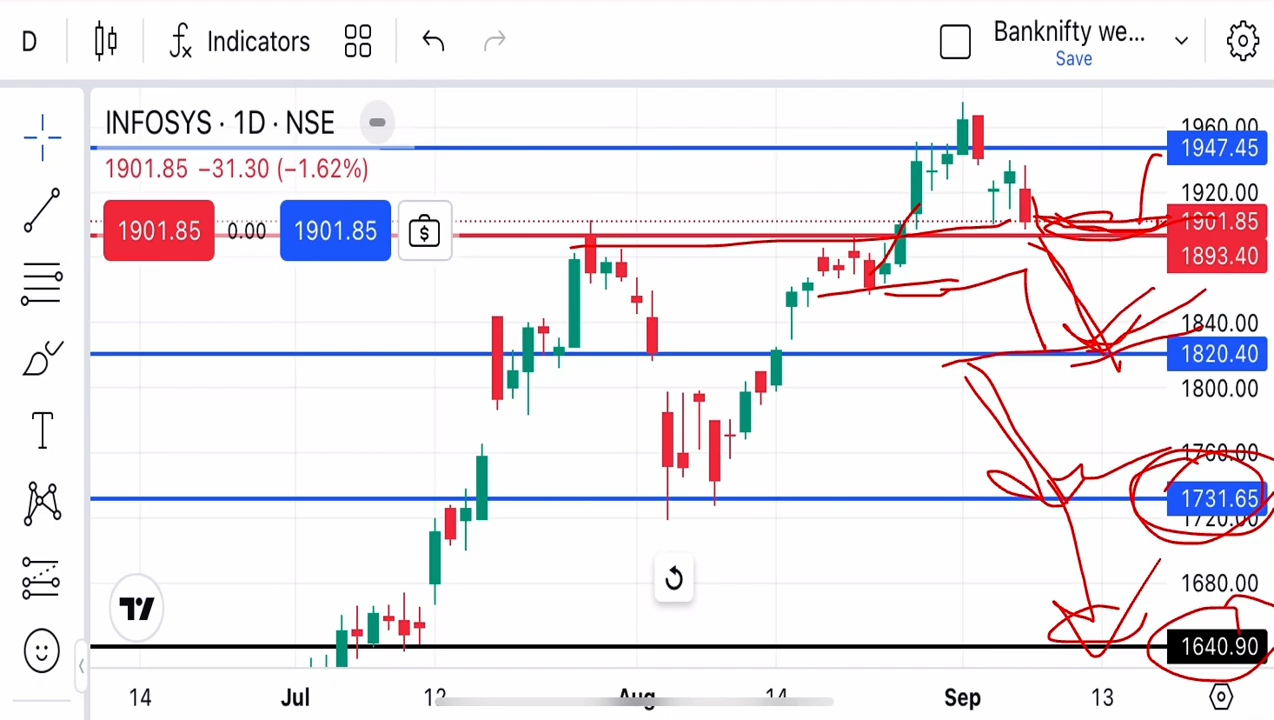 D
Indicators
Banknifty we...
Save
INFOSYS · 1D · NSE
1901.85 −31.30 (−1.62%)
1901.85
0.00
1901.85
1960.00
1947.45
1920.00
1901.85
1893.40
1840.00
1820.40
1800.00
1760.00
1731.65
1720.00
1680.00
1640.90
14
Jul
12
Aug
14
Sep
13